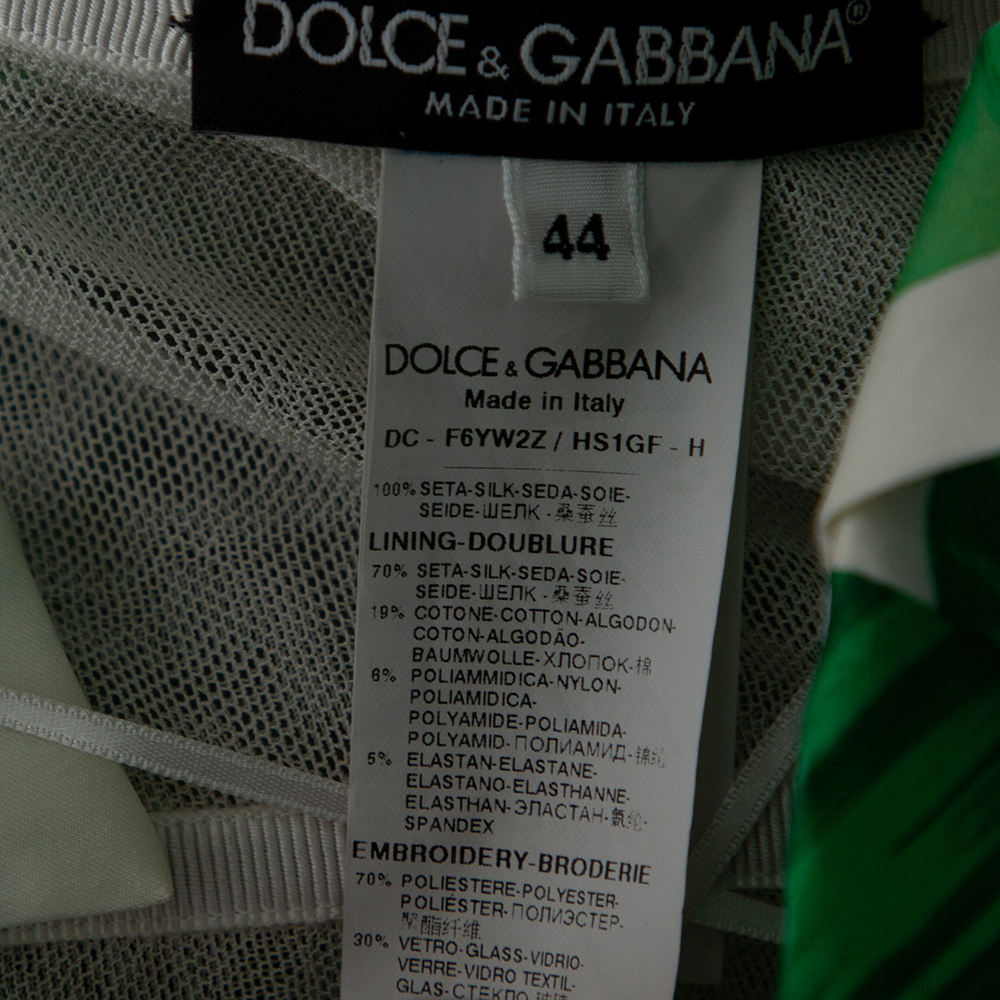 DOLCE & GABBANA®
MADE IN ITALY
44
DOLCE & GABBANA
Made in Italy
DC - F6YW2Z / HS1GF - H
100% SETA-SILK-SEDA-SOIE-
SEIDE-ШЕЛК-桑蚕丝
LINING-DOUBLURE
70% SETA-SILK-SEDA-SOIE-
SEIDE-ШЕЛК-桑蚕丝
19% COTONE-COTTON-ALGODON-
COTON-ALGODÃO-
BAUMWOLLE-ХЛОПОК-棉
6% POLIAMMIDICA-NYLON-
POLIAMIDICA-
POLYAMIDE-POLIAMIDA-
POLYAMID-ПОЛИАМИД-锦纶
5% ELASTAN-ELASTANE-
ELASTANO-ELASTHANNE-
ELASTHAN-ЭЛАСТАН-氨纶-
SPANDEX
EMBROIDERY-BRODERIE
70% POLIESTERE-POLYESTER-
POLIÉSTER-ПОЛИЭСТЕР-
聚酯纤维
30% VETRO-GLASS-VIDRIO-
VERRE-VIDRO TEXTIL-
GLAS-СТЕКЛО-玻璃